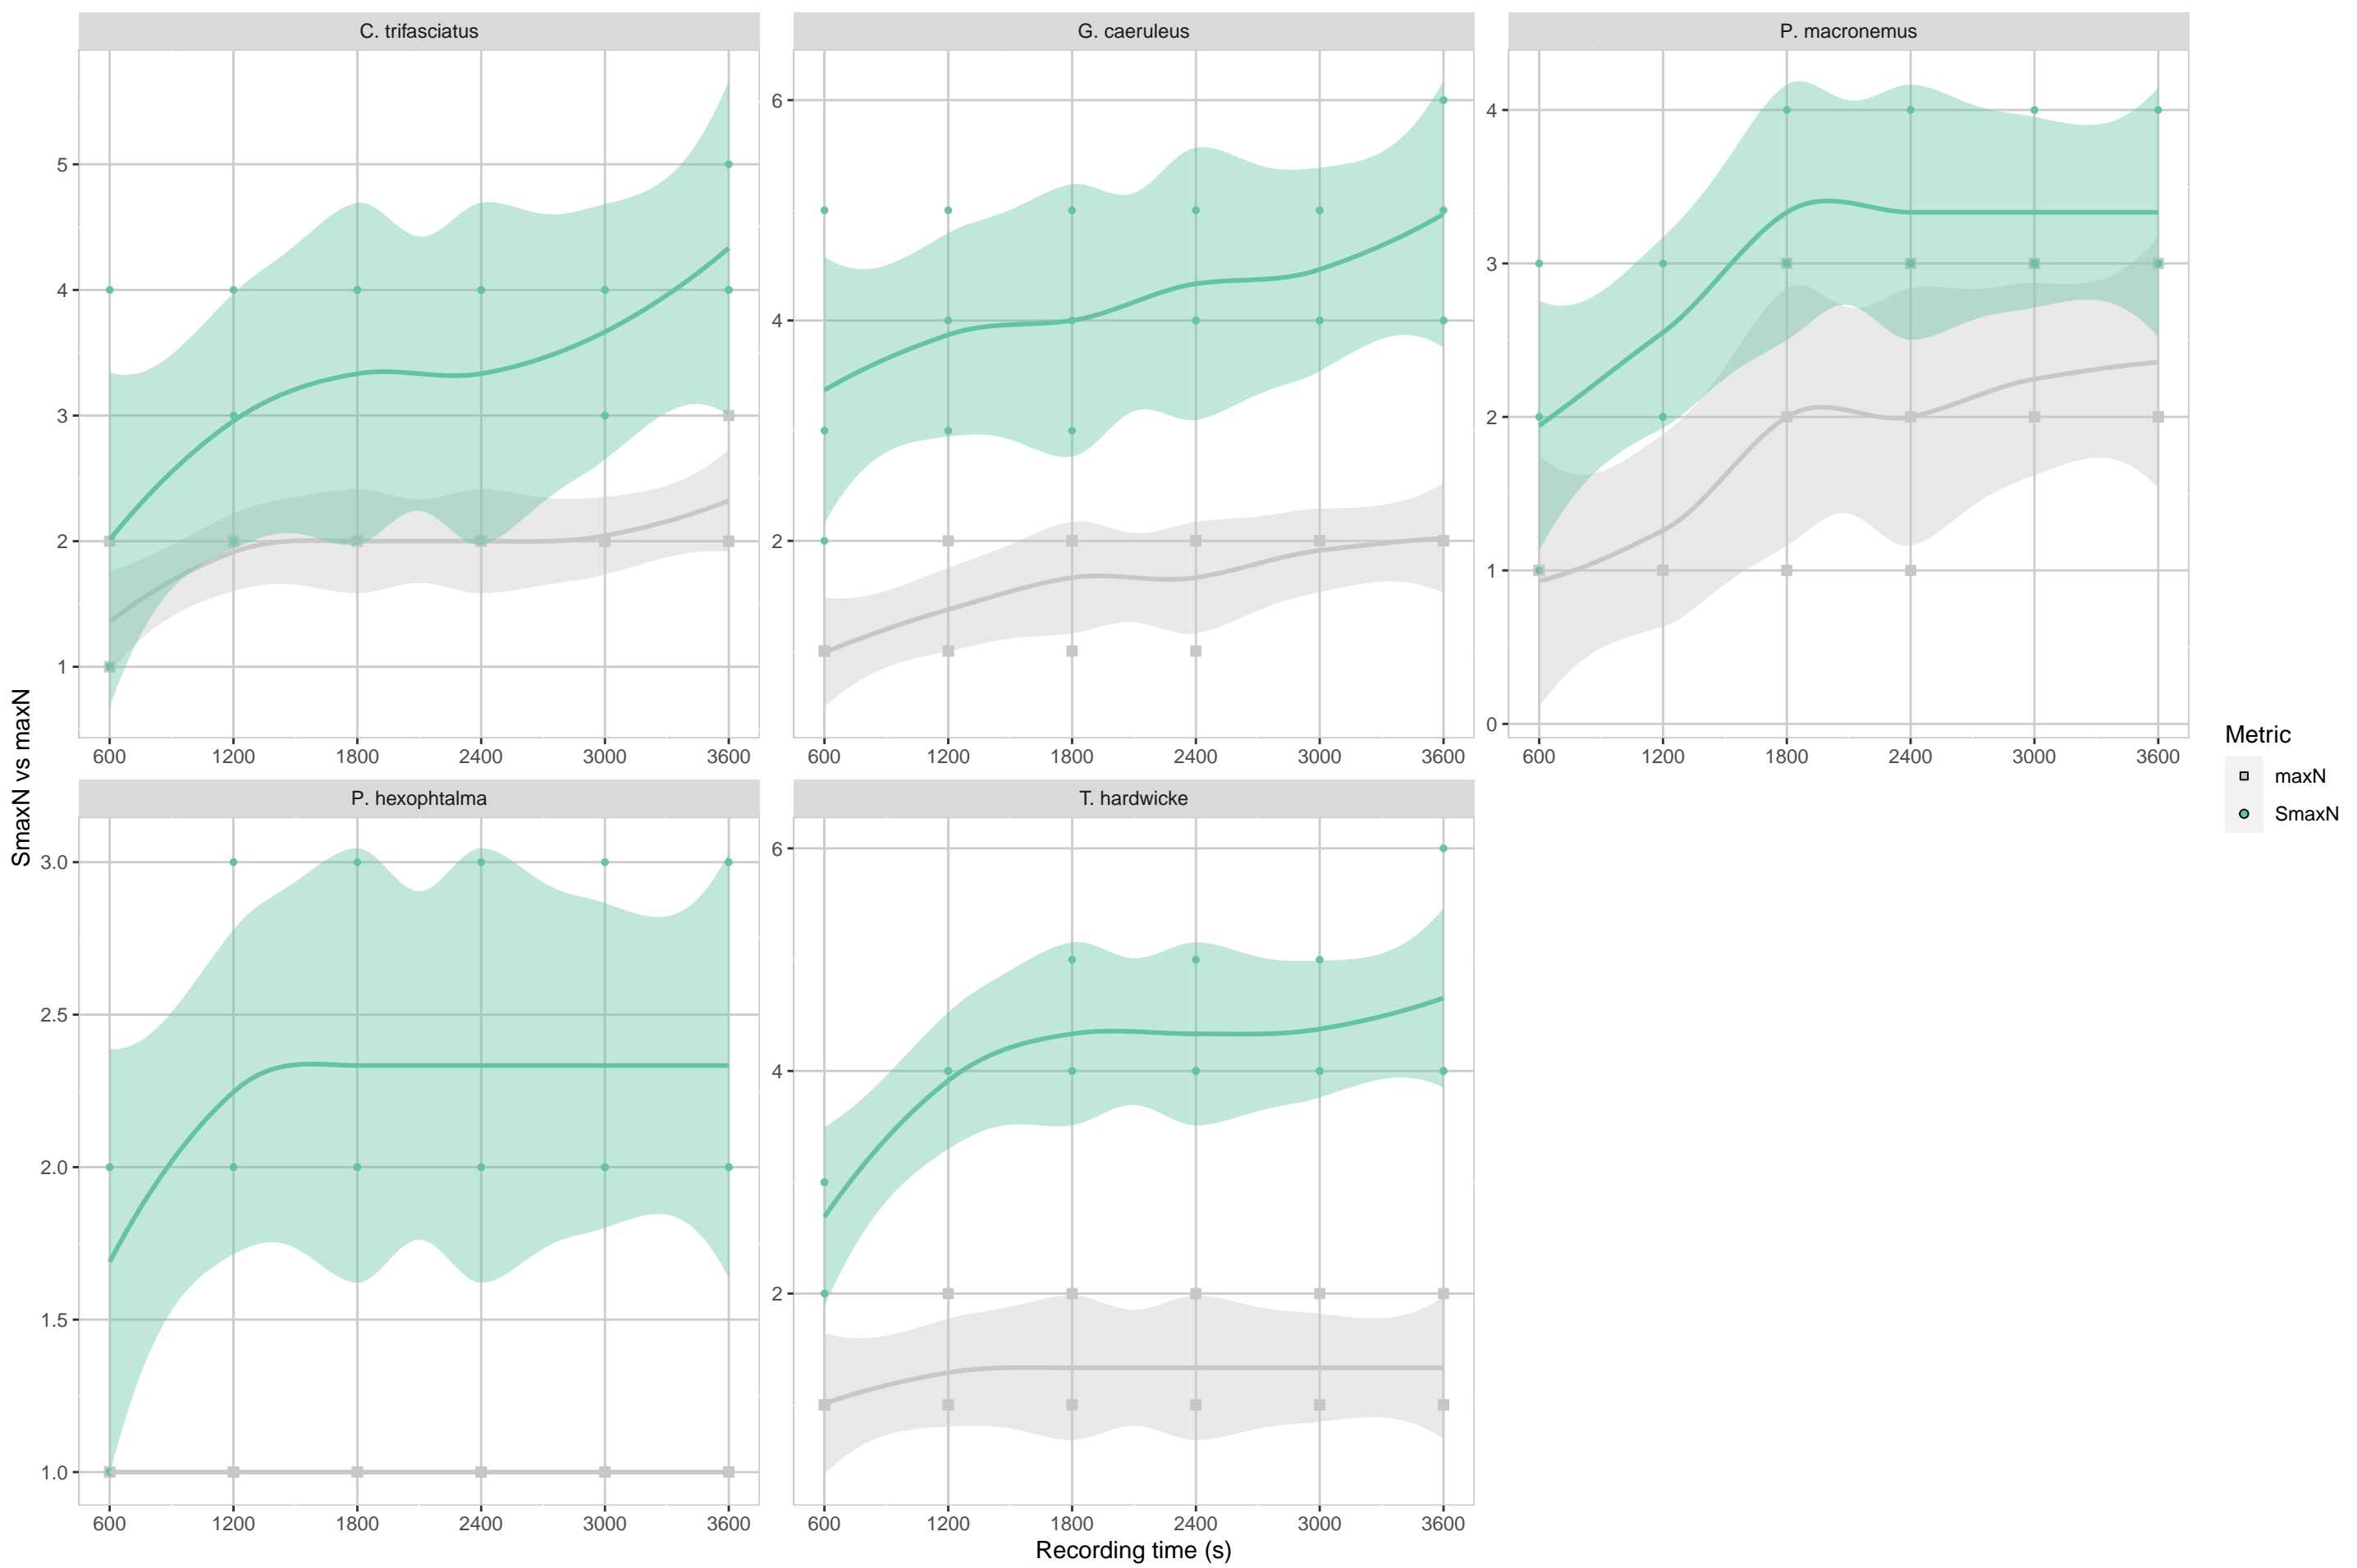 C. trifasciatus
G. caeruleus
P. macronemus
5
4
3
2
1
6
4
2
4
3
2
1
0
600 1200 1800 2400 3000 3600
600 1200 1800 2400 3000 3600
600 1200 1800 2400 3000 3600
SmaxN vs maxN
P. hexophtalma
T. hardwicke
3.0
2.5
2.0
1.5
1.0
6
4
2
600 1200 1800 2400 3000 3600
600 1200 1800 2400 3000 3600
Recording time (s)
Metric
maxN
SmaxN